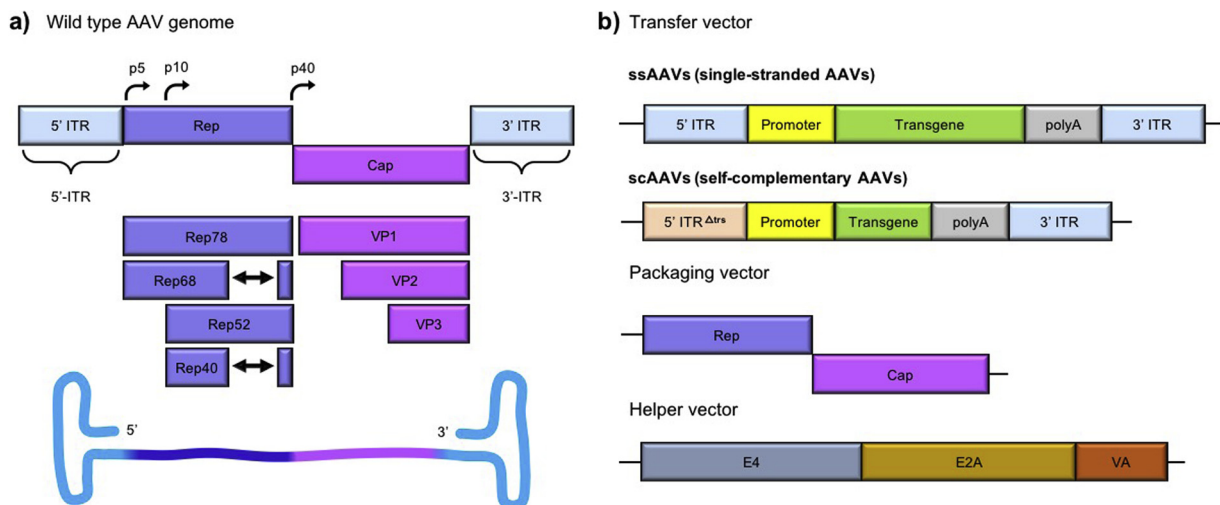 a) Wild type AAV genome
p5
p10
p40
5’ ITR
Rep
3’ ITR
Cap
5’-ITR
3’-ITR
Rep78
VP1
Rep68
VP2
Rep52
VP3
Rep40
5’
3’
b) Transfer vector
ssAAVs (single-stranded AAVs)
5’ ITR
Promoter
Transgene
polyA
3’ ITR
scAAVs (self-complementary AAVs)
5’ ITR Δtrs
Promoter
Transgene
polyA
3’ ITR
Packaging vector
Rep
Cap
Helper vector
E4
E2A
VA